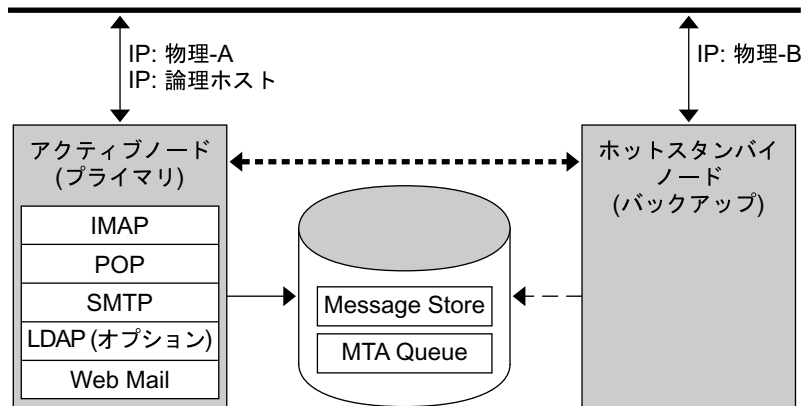 IP: 物理-A
IP: 論理ホスト
IP: 物理-B
アクティブノード
(プライマリ)
IMAP
POP
SMTP
LDAP (オプション)
Web Mail
Message Store
MTA Queue
ホットスタンバイ
ノード
(バックアップ)